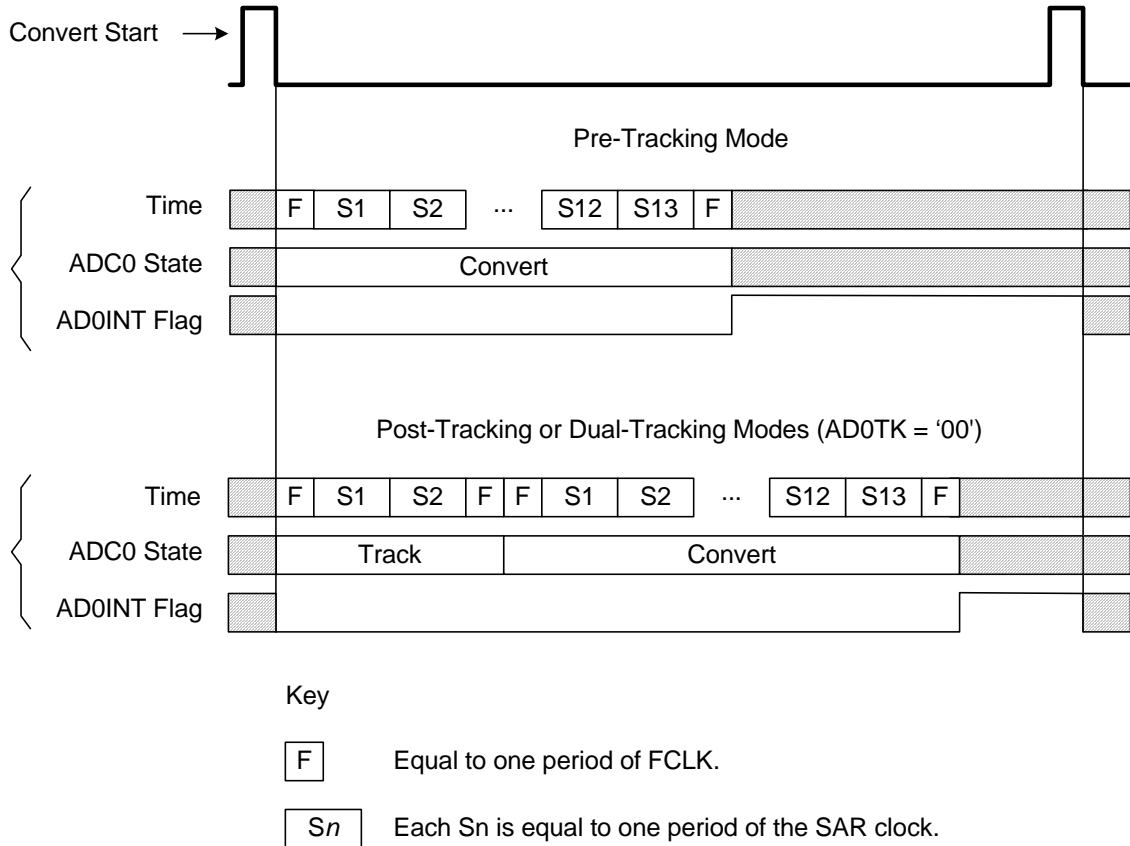 Convert Start
Pre-Tracking Mode
Time F S1 S2 ... S12 S13 F
ADC0 State Convert
AD0INT Flag
Post-Tracking or Dual-Tracking Modes (AD0TK = ‘00')
Time F S1 S2 F F S1 S2 ... S12 S13 F
ADC0 State Track Convert
AD0INT Flag
Key
F Equal to one period of FCLK.
Sn Each Sn is equal to one period of the SAR clock.